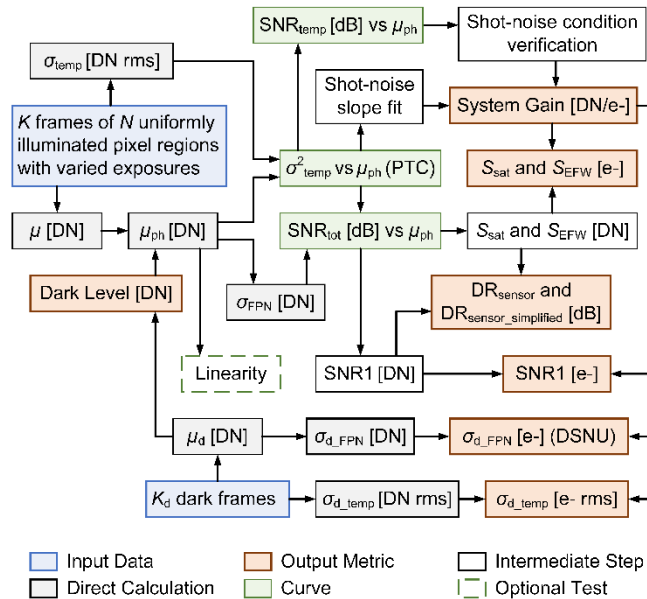 SNR_temp [dB] vs μ_ph
Shot-noise condition
verification
σ_temp [DN rms]
Shot-noise
slope fit
System Gain [DN/e-]
K frames of N uniformly
illuminated pixel regions
with varied exposures
σ²_temp vs μ_ph (PTC)
S_sat and S_EFW [e-]
μ [DN]
μ_ph [DN]
SNR_tot [dB] vs μ_ph
S_sat and S_EFW [DN]
Dark Level [DN]
σ_FPN [DN]
DR_sensor and
DR_sensor_simplified [dB]
Linearity
SNR1 [DN]
SNR1 [e-]
μ_d [DN]
σ_d_FPN [DN]
σ_d_FPN [e-] (DSNU)
K_d dark frames
σ_d_temp [DN rms]
σ_d_temp [e- rms]
Input Data
Output Metric
Intermediate Step
Direct Calculation
Curve
Optional Test